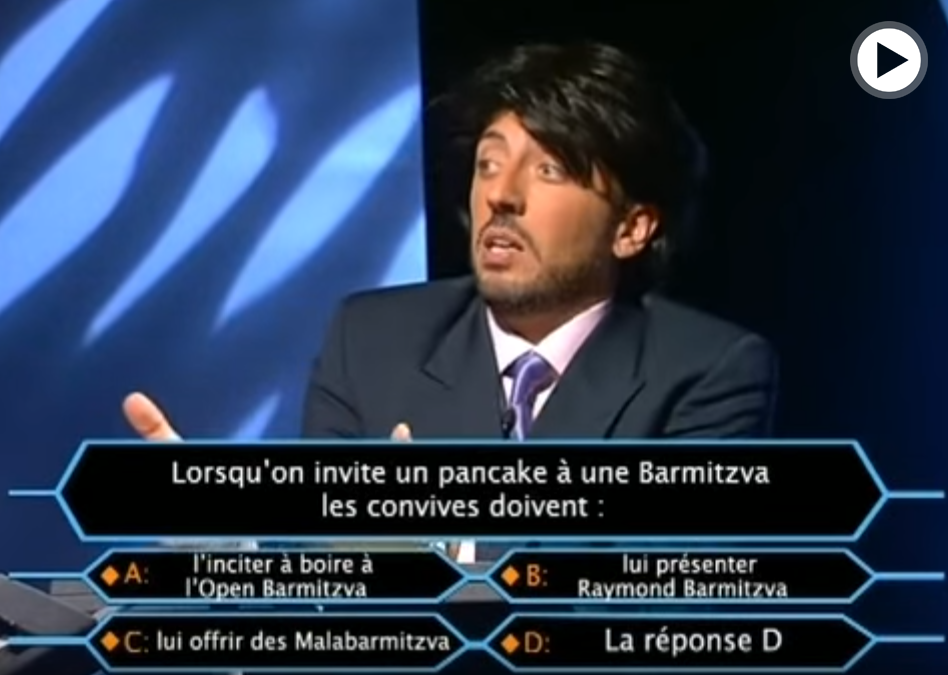 Lorsqu'on invite un pancake à une Barmitzva
les convives doivent :
A: l'inciter à boire à
l'Open Barmitzva
B: lui présenter
Raymond Barmitzva
C: lui offrir des Malabarmitzva
D: La réponse D